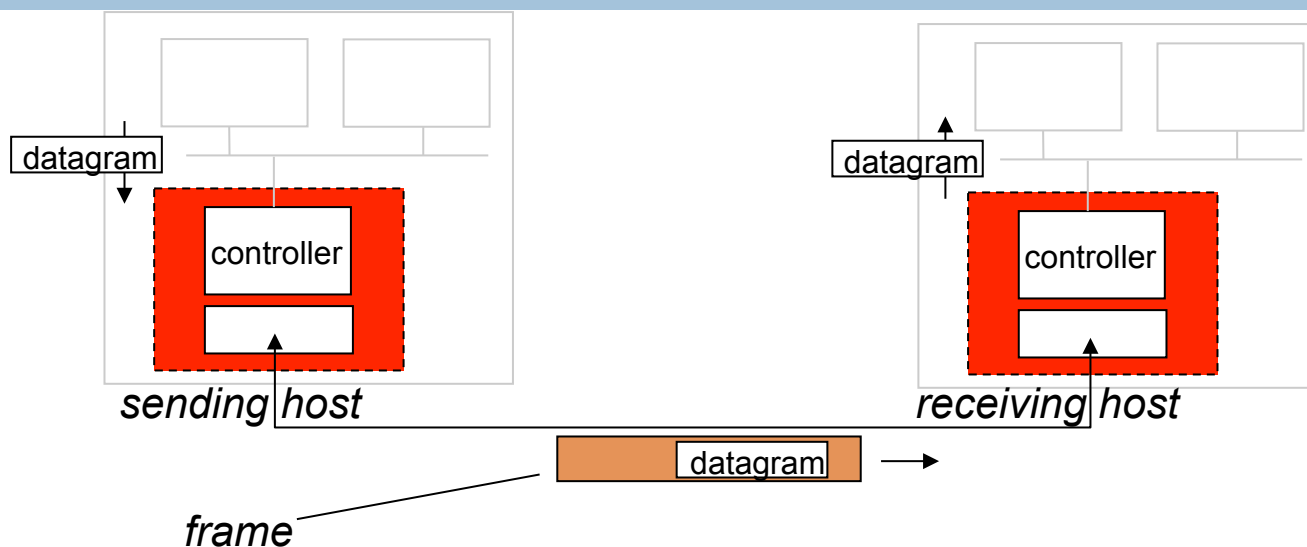 datagram
datagram
controller
controller
sending host
receiving host
datagram
frame